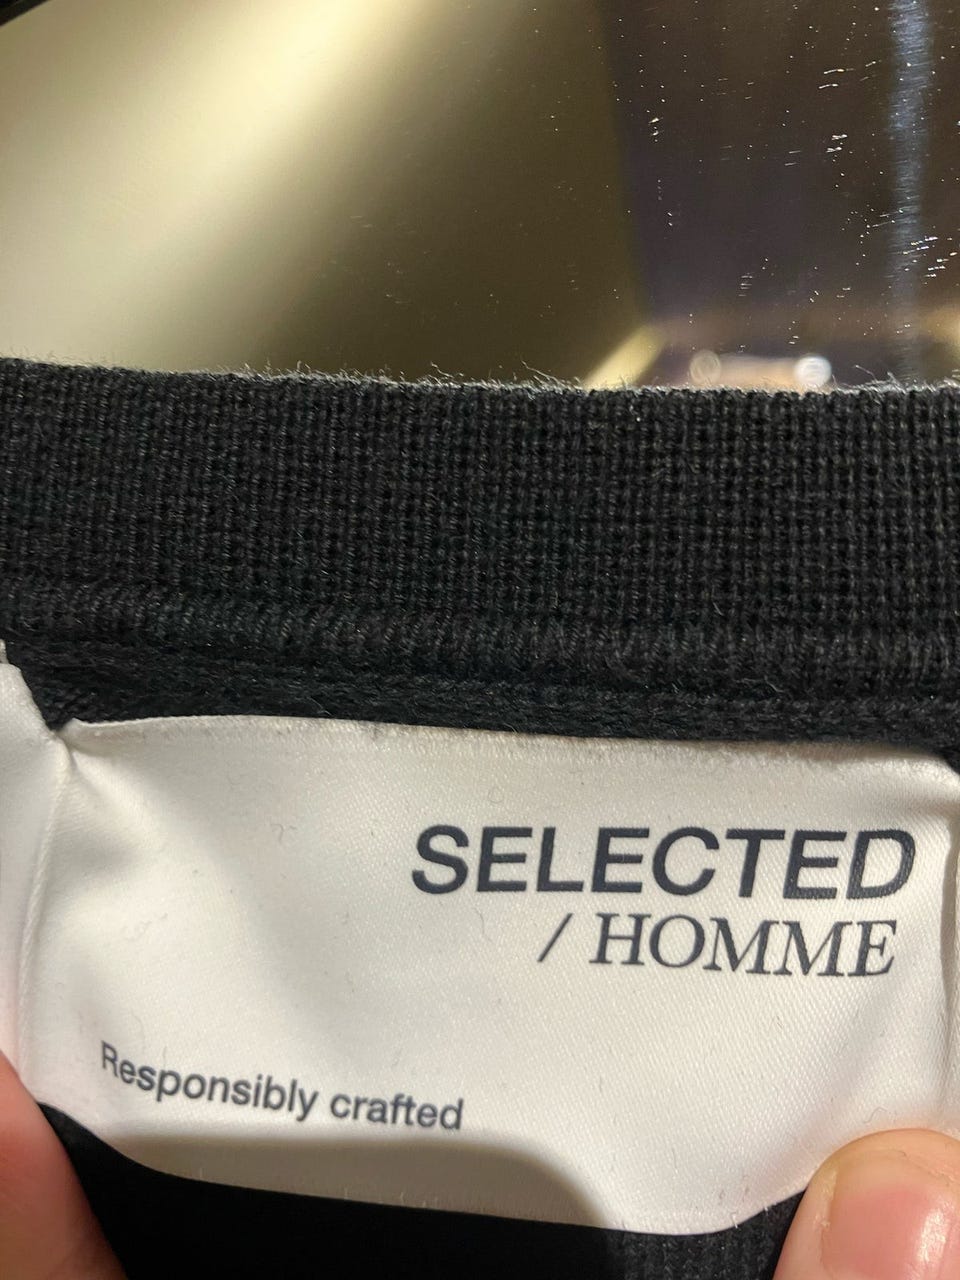 SELECTED
/ HOMME
Responsibly crafted